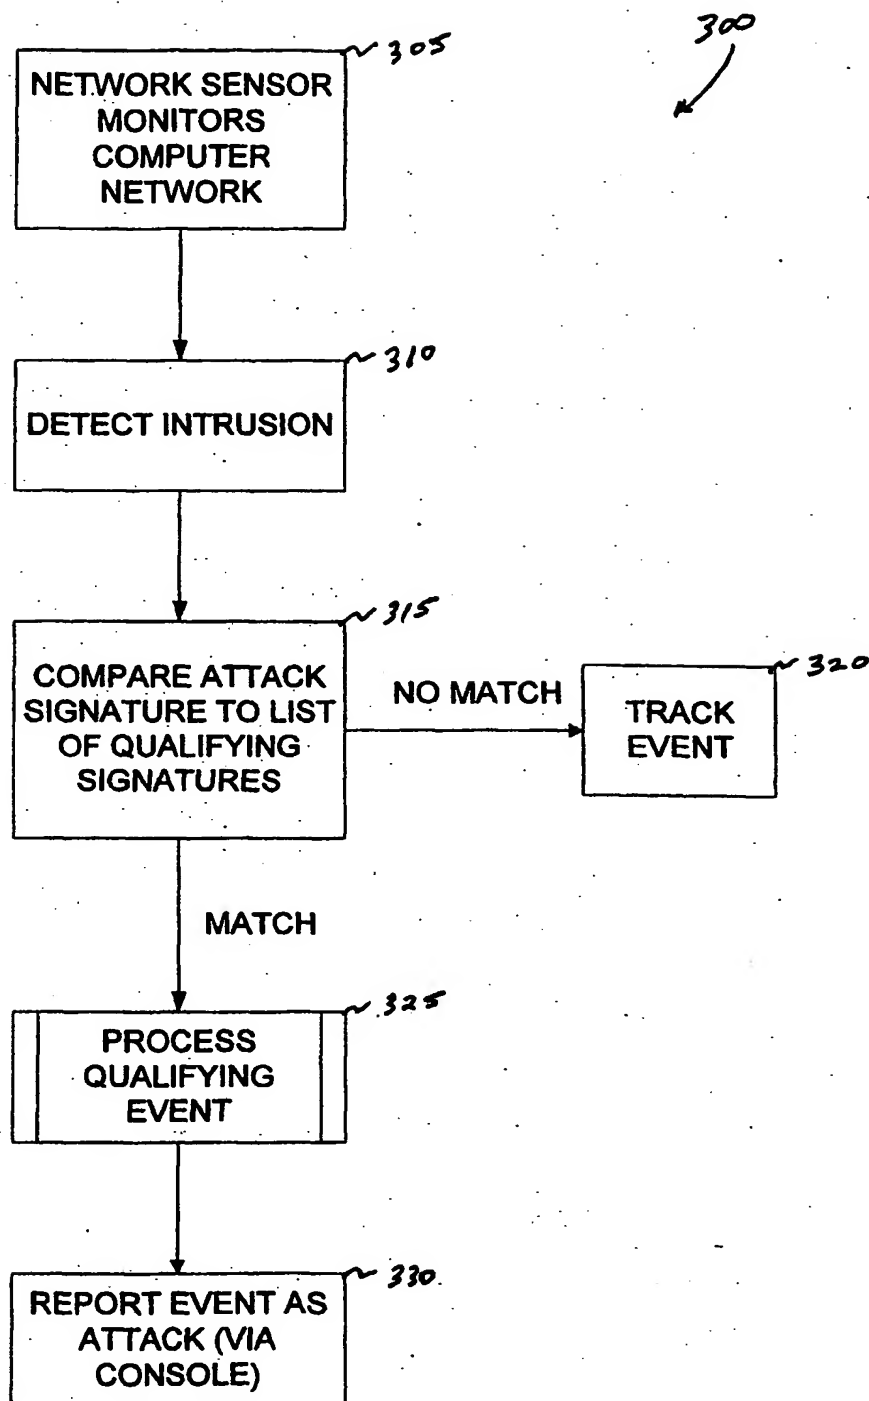 300
305
NETWORK SENSOR
MONITORS
COMPUTER
NETWORK
310
DETECT INTRUSION
315
COMPARE ATTACK
SIGNATURE TO LIST
OF QUALIFYING
SIGNATURES
NO MATCH
320
TRACK
EVENT
MATCH
325
PROCESS
QUALIFYING
EVENT
330
REPORT EVENT AS
ATTACK (VIA
CONSOLE)